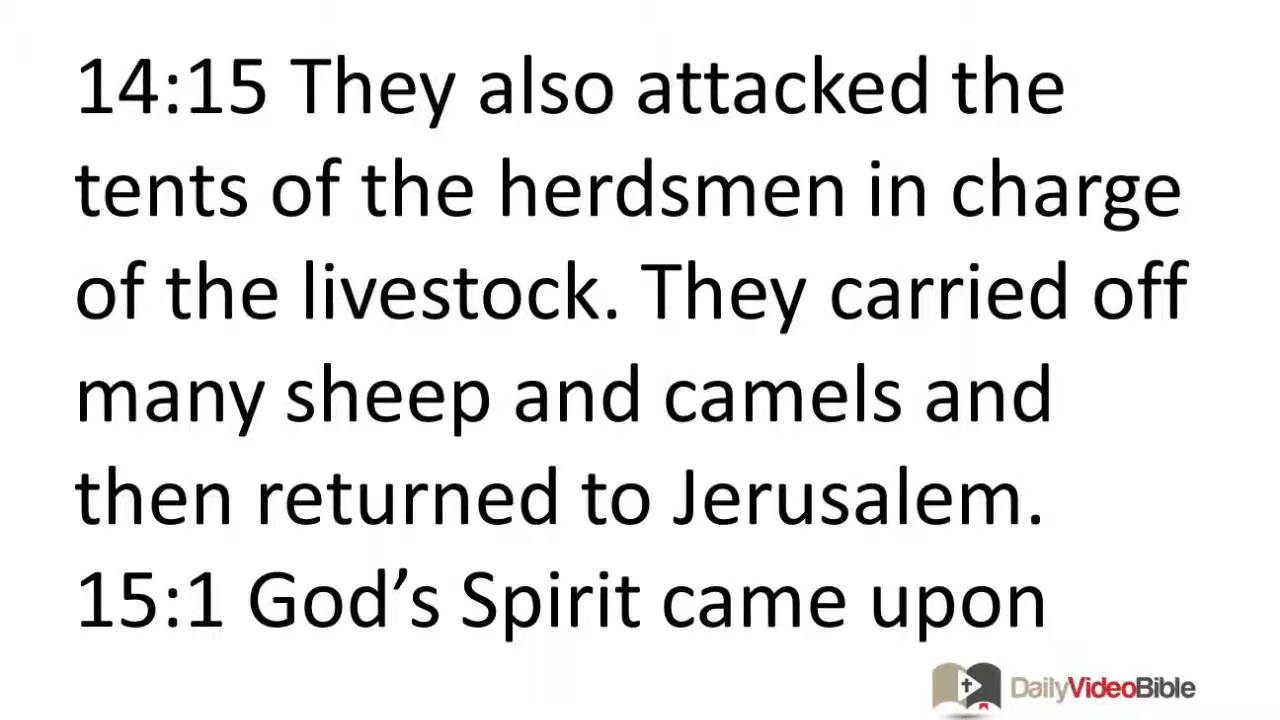 14:15 They also attacked the
tents of the herdsmen in charge
of the livestock. They carried off
many sheep and camels and
then returned to Jerusalem.
15:1 God’s Spirit came upon
DailyVideoBible